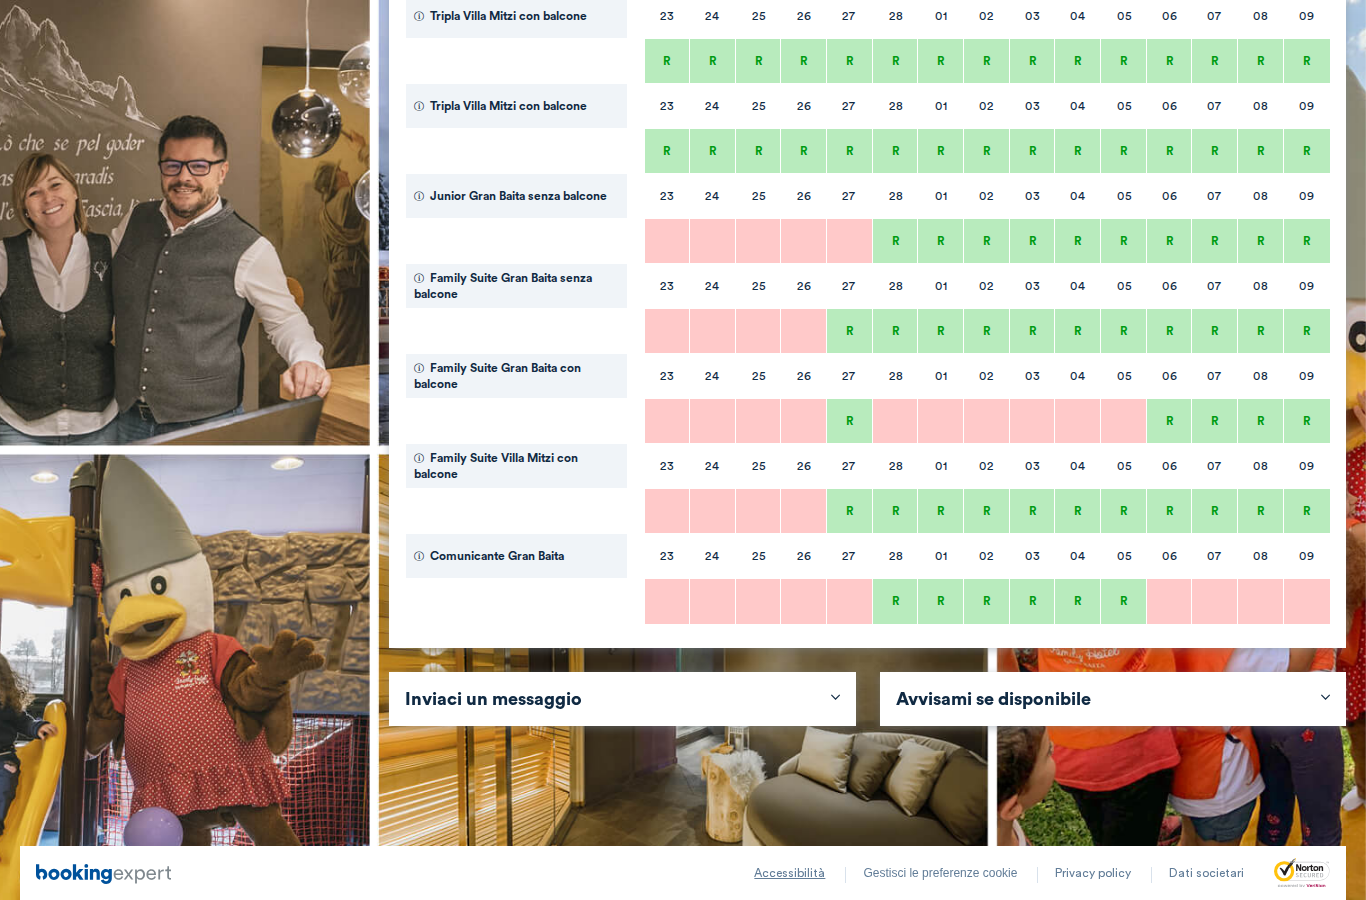 Tripla Villa Mitzi con balcone 23 24 25 26 27 28 01 02 03 04 05 06 07 08 09
R R R R R R R R R R R R R R R
Tripla Villa Mitzi con balcone 23 24 25 26 27 28 01 02 03 04 05 06 07 08 09
R R R R R R R R R R R R R R R
Junior Gran Baita senza balcone 23 24 25 26 27 28 01 02 03 04 05 06 07 08 09
R R R R R R R R R R
Family Suite Gran Baita senza
balcone
23 24 25 26 27 28 01 02 03 04 05 06 07 08 09
R R R R R R R R R R R
Family Suite Gran Baita con
balcone
23 24 25 26 27 28 01 02 03 04 05 06 07 08 09
R R R R R
Family Suite Villa Mitzi con
balcone
23 24 25 26 27 28 01 02 03 04 05 06 07 08 09
R R R R R R R R R R R
Comunicante Gran Baita 23 24 25 26 27 28 01 02 03 04 05 06 07 08 09
R R R R R R
che se pel goder
Inviaci un messaggio
Avvisami se disponibile
bookingexpert
Accessibilità
Gestisci le preferenze cookie
Privacy policy
Dati societari
Norton
SECURED
powered by VeriSign